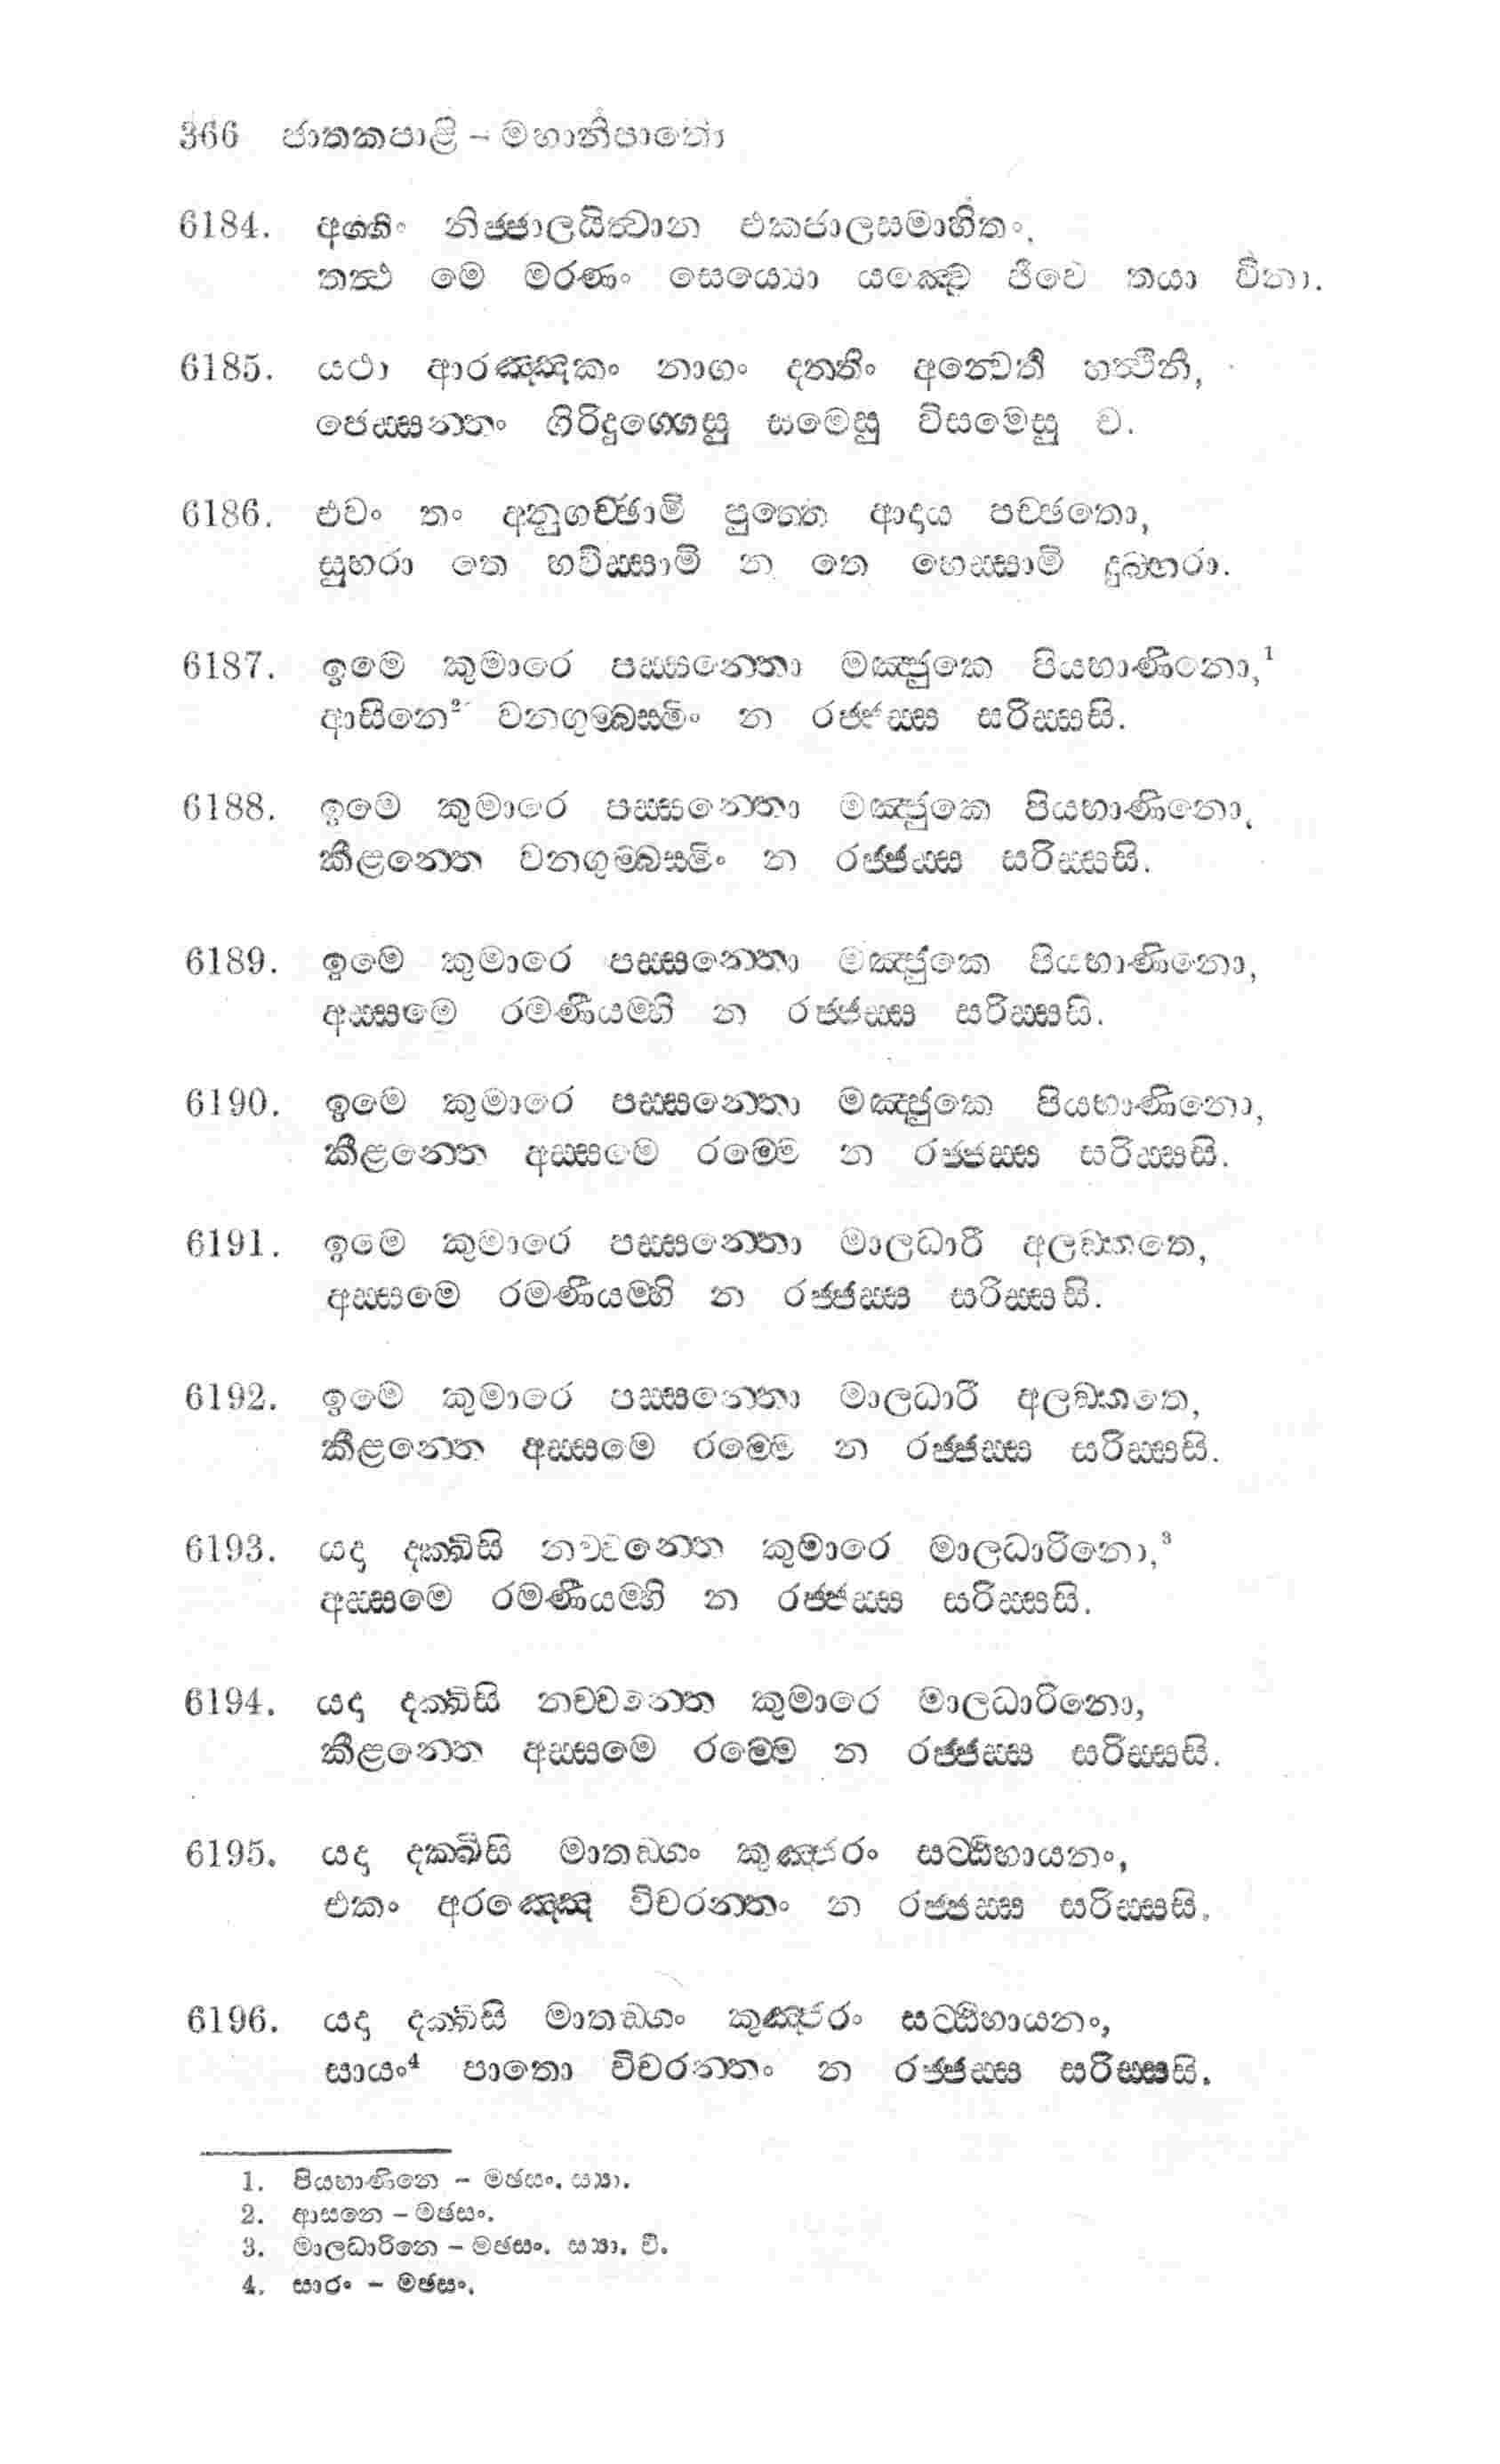 366 ජාතකපාළි – මහානිපාතො
6184. අග්ගිං නිජ්ජාලයිත්වාන එකජාලසමාහිතං,
තත්ථ මෙ මරණං සෙය්‍යො යඤ්චෙ ජීවෙ තයා විනා.
6185. යථා ආරඤ්ඤකං නාගං දන්තිං අන්වෙති හත්ථිනී,
ජෙස්සන්තං ගිරිදුග්ගෙසු සමෙසු විසමෙසු ච.
6186. එවං තං අනුගච්ඡාමි පුත්තෙ ආදාය පච්ඡතො,
සුභරා තෙ භවිස්සාමි න තෙ හෙස්සාමි දුබ්භරා.
6187. ඉමෙ කුමාරෙ පස්සන්තො මඤ්ජුකෙ පියභාණිනො,¹
ආසීනෙ² වනගුම්බස්මිං න රජ්ජස්ස සරිස්සසි.
6188. ඉමෙ කුමාරෙ පස්සන්තො මඤ්ජුකෙ පියභාණිනො,
කීළන්තෙ වනගුම්බස්මිං න රජ්ජස්ස සරිස්සසි.
6189. ඉමෙ කුමාරෙ පස්සන්තො මඤ්ජුකෙ පියභාණිනො,
අස්සමෙ රමණීයම්හි න රජ්ජස්ස සරිස්සසි.
6190. ඉමෙ කුමාරෙ පස්සන්තො මඤ්ජුකෙ පියභාණිනො,
කීළන්තෙ අස්සමෙ රම්මෙ න රජ්ජස්ස සරිස්සසි.
6191. ඉමෙ කුමාරෙ පස්සන්තො මාලධාරී අලඞ්කතෙ,
අස්සමෙ රමණීයම්හි න රජ්ජස්ස සරිස්සසි.
6192. ඉමෙ කුමාරෙ පස්සන්තො මාලධාරී අලඞ්කතෙ,
කීළන්තෙ අස්සමෙ රම්මෙ න රජ්ජස්ස සරිස්සසි.
6193. යදා දක්ඛිසි නච්චන්තෙ කුමාරෙ මාලධාරිනො,³
අස්සමෙ රමණීයම්හි න රජ්ජස්ස සරිස්සසි.
6194. යදා දක්ඛිසි නච්චන්තෙ කුමාරෙ මාලධාරිනො,
කීළන්තෙ අස්සමෙ රම්මෙ න රජ්ජස්ස සරිස්සසි.
6195. යදා දක්ඛිසි මාතඞ්ගං කුඤ්ජරං සට්ඨිහායනං,
එකං අරඤ්ඤෙ විචරන්තං න රජ්ජස්ස සරිස්සසි.
6196. යදා දක්ඛිසි මාතඞ්ගං කුඤ්ජරං සට්ඨිහායනං,
සායං⁴ පාතො විචරන්තං න රජ්ජස්ස සරිස්සසි.
1. පියභාණිනෙ – මඡසං. ස්‍යා.
2. ආසනෙ – මඡසං.
3. මාලධාරිනෙ – මඡසං. ස්‍යා. වි.
4. සාරං – මඡසං.